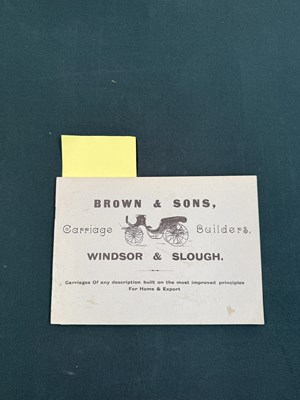 BROWN & SONS,
Carriage Builders.
WINDSOR & SLOUGH.
Carriages Of any description built on the most improved principles
For Home & Export